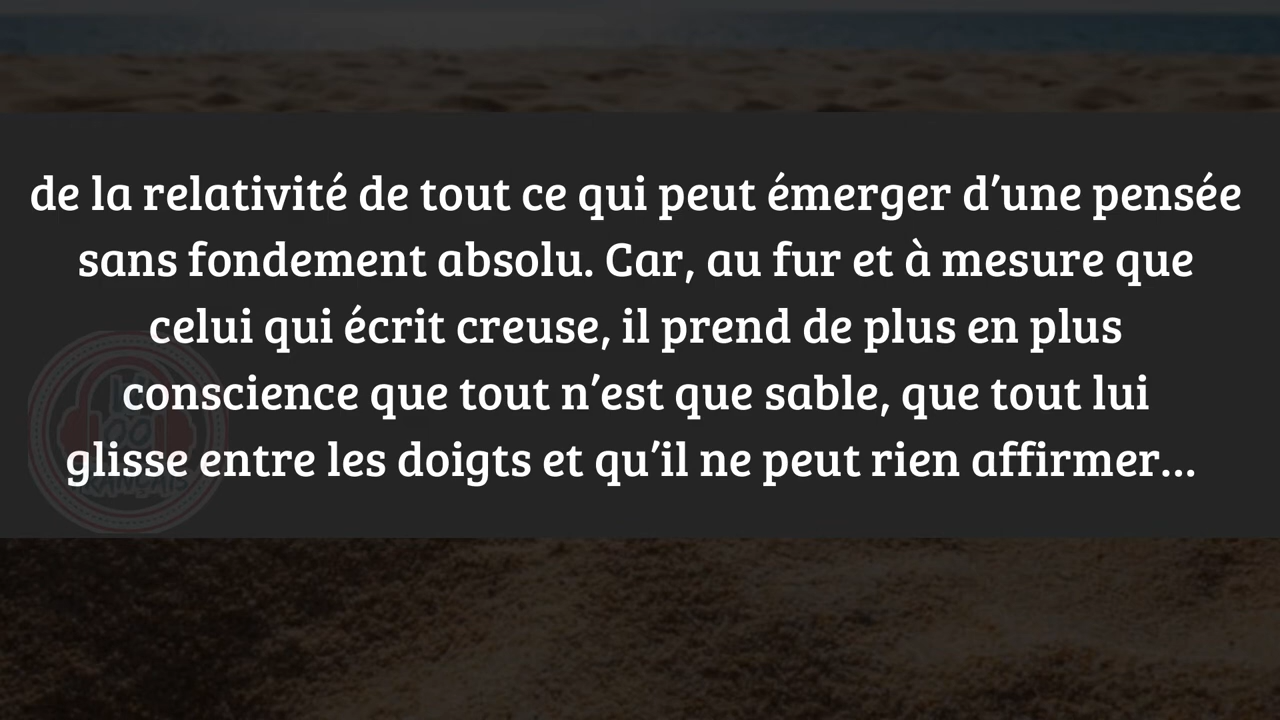 de la relativité de tout ce qui peut émerger d’une pensée
sans fondement absolu. Car, au fur et à mesure que
celui qui écrit creuse, il prend de plus en plus
conscience que tout n’est que sable, que tout lui
glisse entre les doigts et qu’il ne peut rien affirmer...